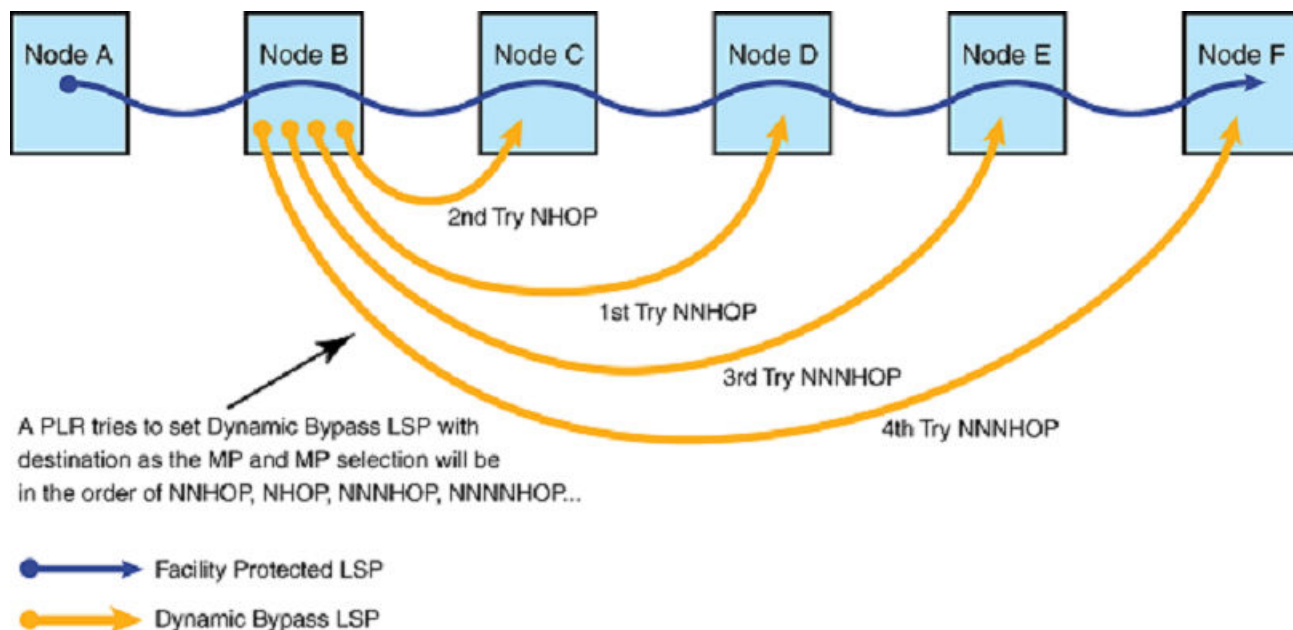 Node A
Node B
Node C
Node D
Node E
Node F
2nd Try NHOP
1st Try NNHOP
3rd Try NNNHOP
4th Try NNNHOP
A PLR tries to set Dynamic Bypass LSP with
destination as the MP and MP selection will be
in the order of NNHOP, NHOP, NNNHOP, NNNNHOP...
Facility Protected LSP
Dynamic Bypass LSP